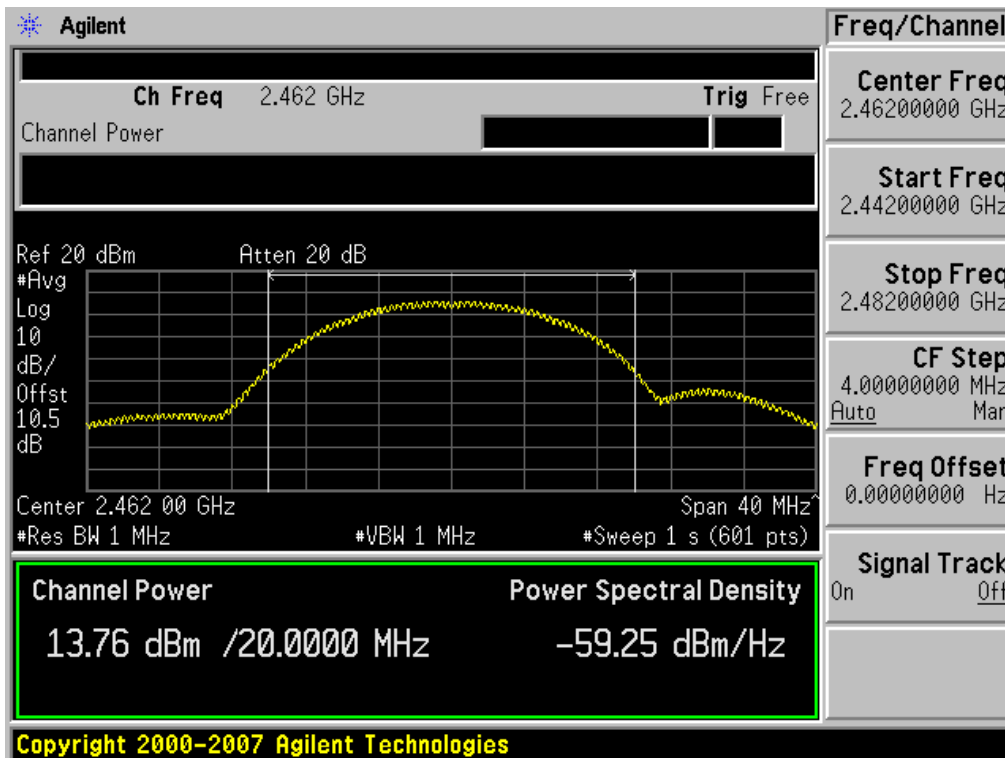 Agilent
Freq/Channel
Ch Freq 2.462 GHz Trig Free
Channel Power
Center Freq
2.46200000 GHz
Start Freq
2.44200000 GHz
Stop Freq
2.48200000 GHz
CF Step
4.00000000 MHz
Auto Man
Freq Offset
0.00000000 Hz
Signal Track
On Off
Ref 20 dBm Atten 20 dB
#Avg
Log
10
dB/
Offst
10.5
dB
Center 2.462 00 GHz Span 40 MHz^
#Res BW 1 MHz #VBW 1 MHz #Sweep 1 s (601 pts)
Channel Power Power Spectral Density
13.76 dBm /20.0000 MHz -59.25 dBm/Hz
Copyright 2000-2007 Agilent Technologies